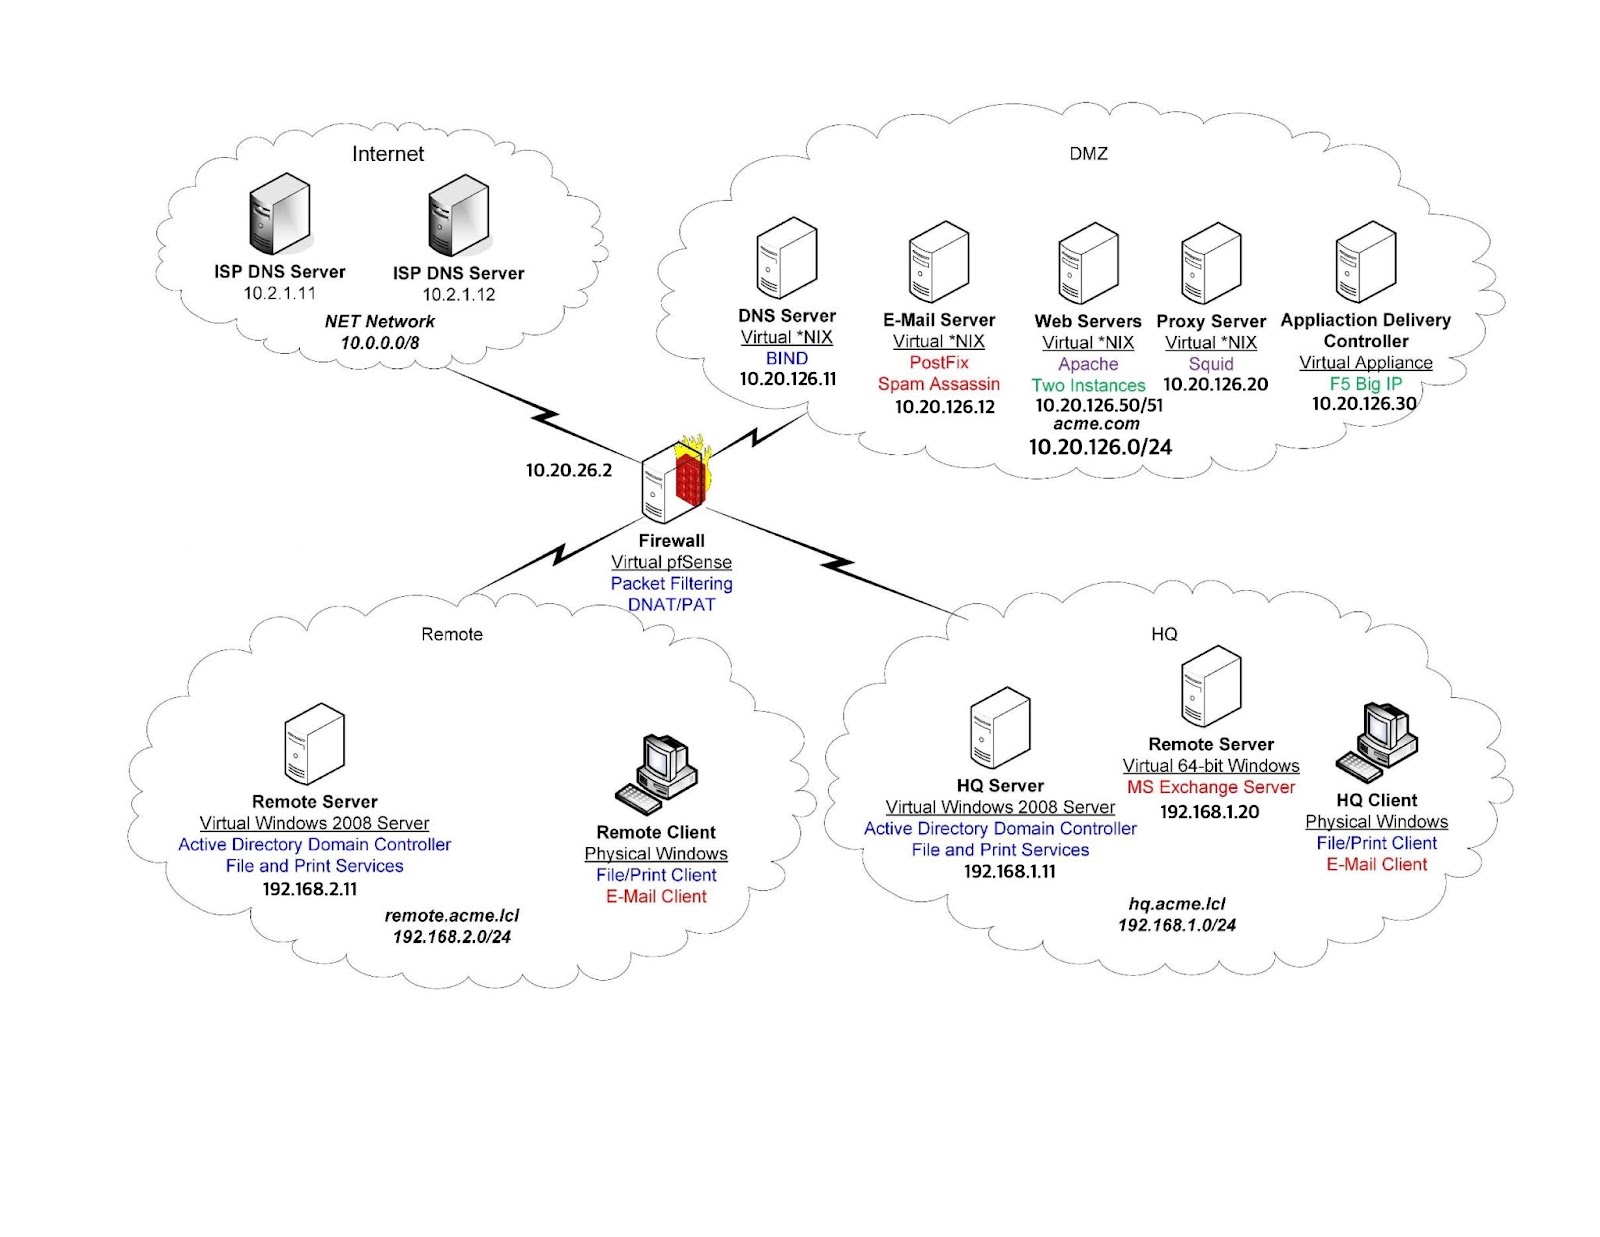 Internet
ISP DNS Server
10.2.1.11
ISP DNS Server
10.2.1.12
NET Network
10.0.0.0/8
DMZ
DNS Server
Virtual *NIX
BIND
10.20.126.11
E-Mail Server
Virtual *NIX
PostFix
Spam Assassin
10.20.126.12
Web Servers
Virtual *NIX
Apache
Two Instances
10.20.126.50/51
acme.com
10.20.126.0/24
Proxy Server
Virtual *NIX
Squid
10.20.126.20
Appliaction Delivery
Controller
Virtual Appliance
F5 Big IP
10.20.126.30
10.20.26.2
Firewall
Virtual pfSense
Packet Filtering
DNAT/PAT
Remote
Remote Server
Virtual Windows 2008 Server
Active Directory Domain Controller
File and Print Services
192.168.2.11
Remote Client
Physical Windows
File/Print Client
E-Mail Client
remote.acme.lcl
192.168.2.0/24
HQ
HQ Server
Virtual Windows 2008 Server
Active Directory Domain Controller
File and Print Services
192.168.1.11
Remote Server
Virtual 64-bit Windows
MS Exchange Server
192.168.1.20
HQ Client
Physical Windows
File/Print Client
E-Mail Client
hq.acme.lcl
192.168.1.0/24